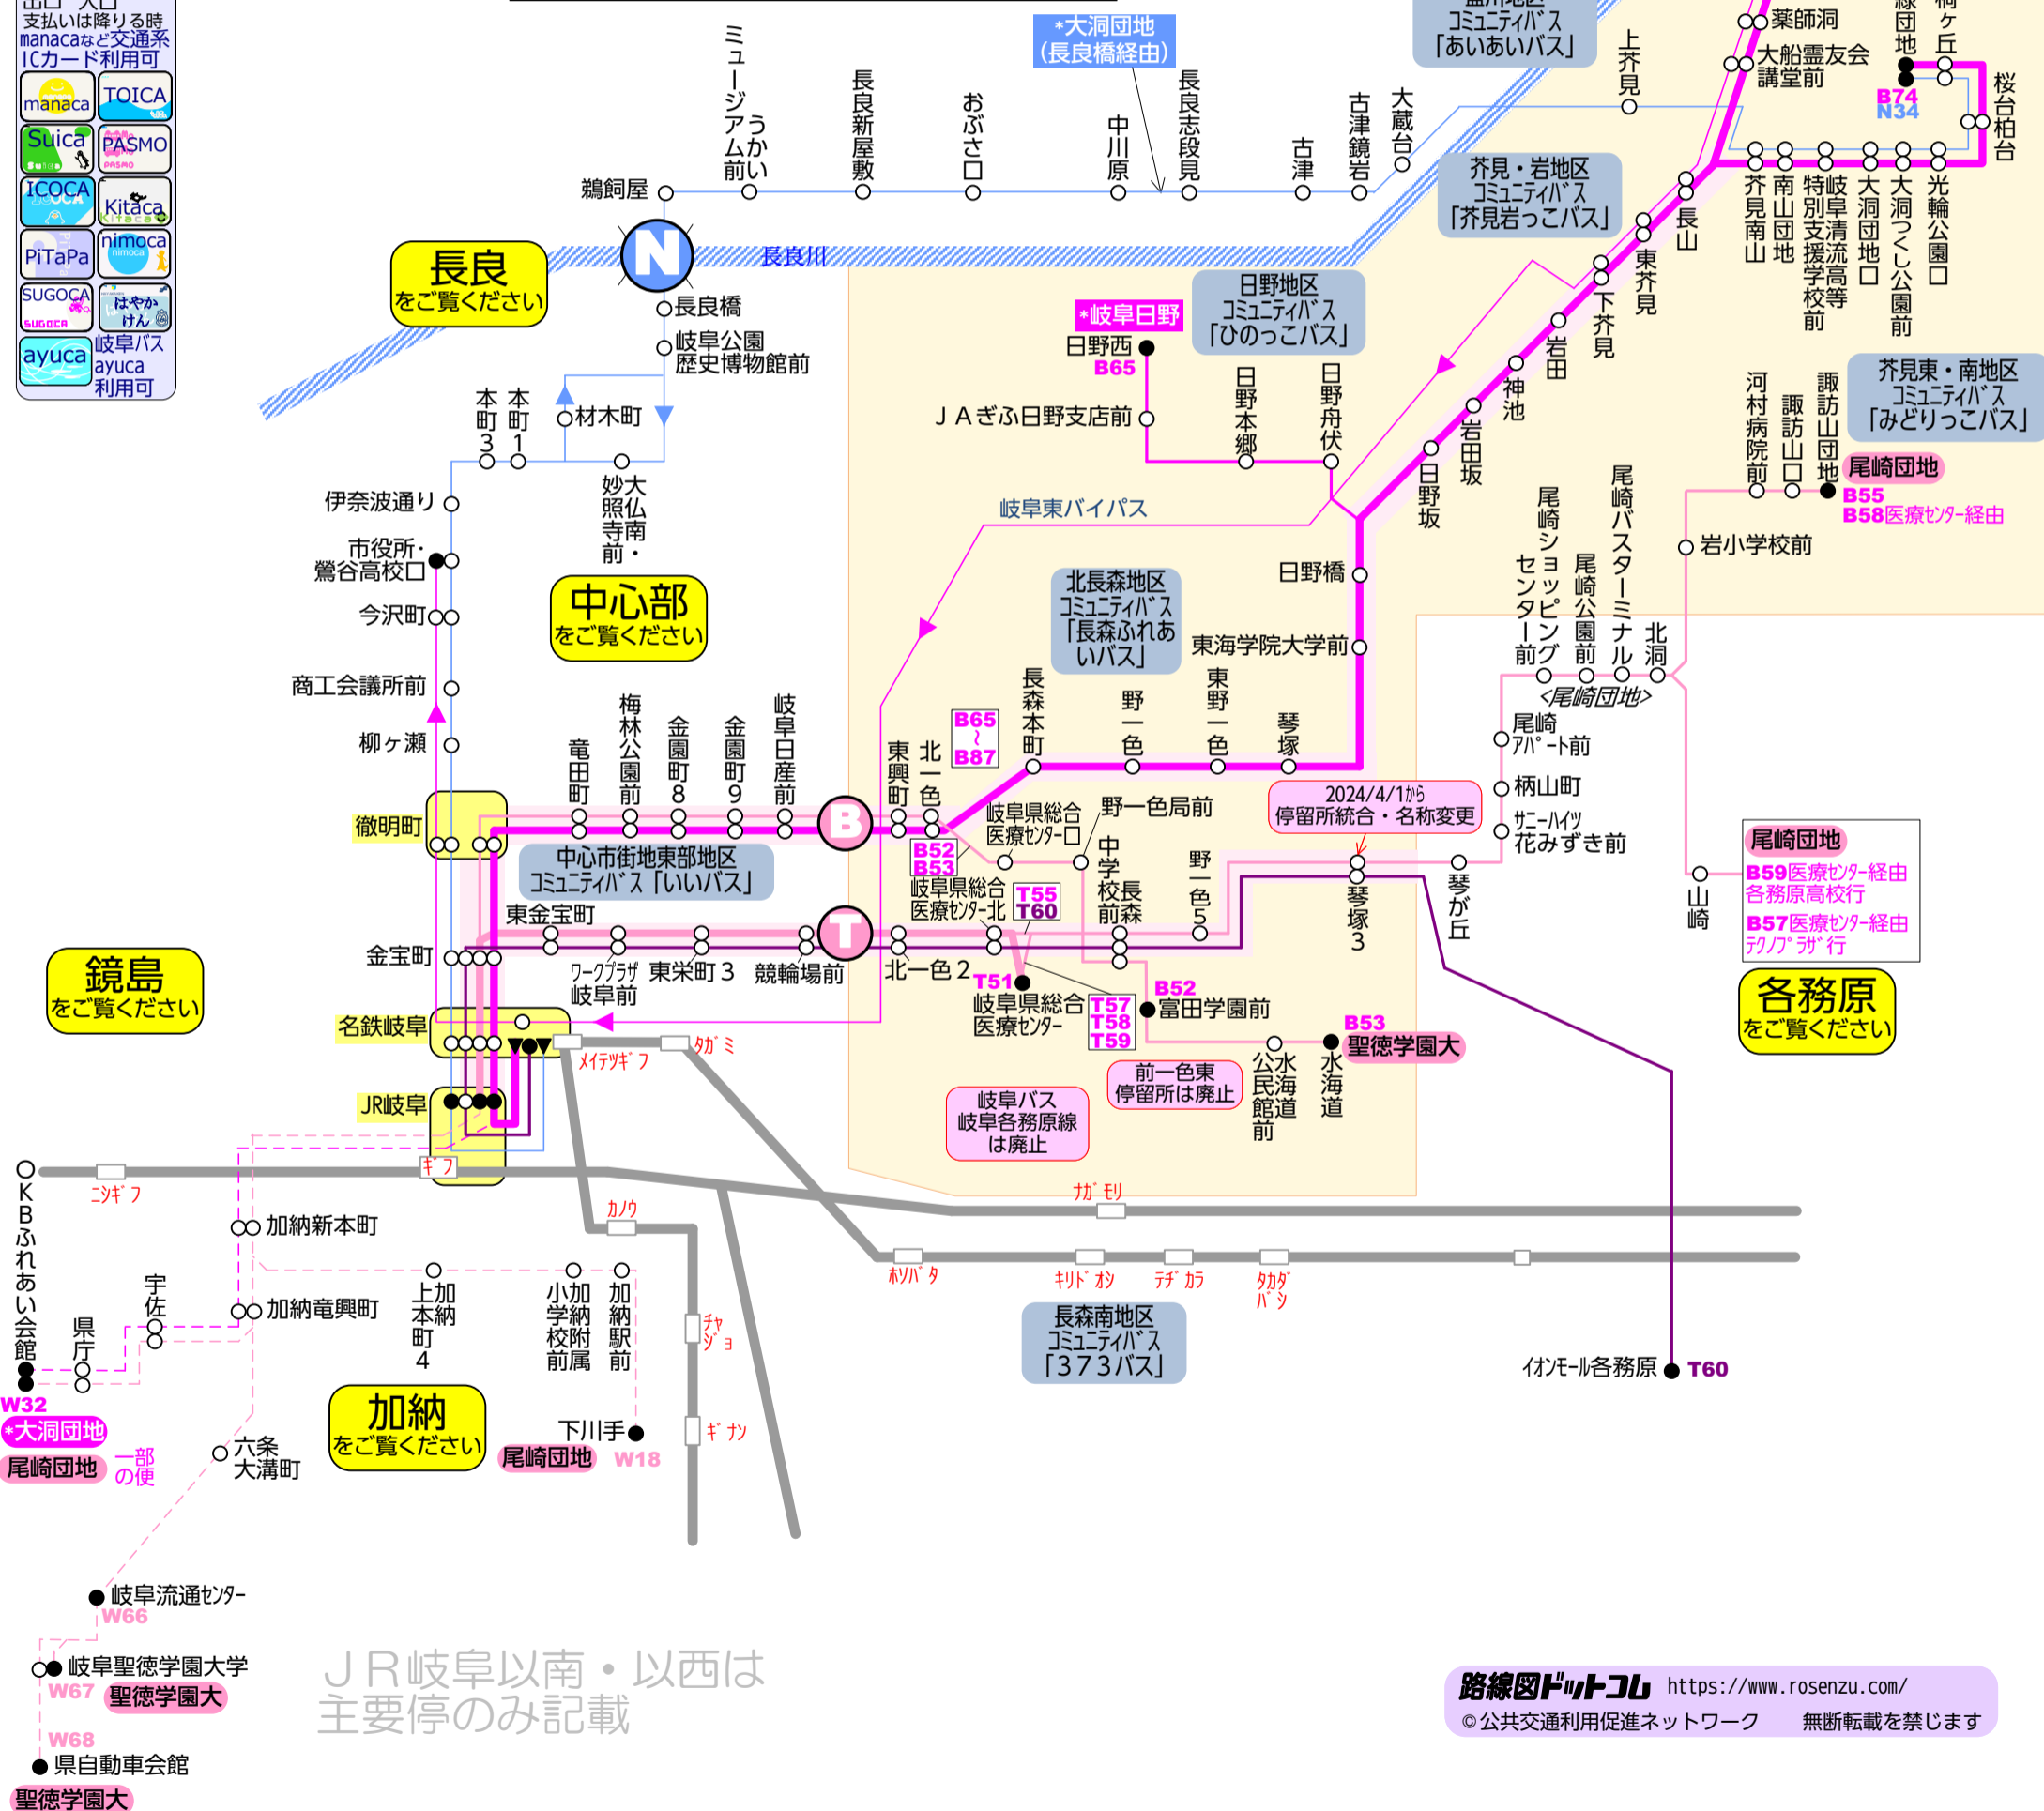 支払いは降りる時
manacaなど交通系
ICカード利用可
manaca
TOICA
Suica
PASMO
ICOCA
Kitaca
PiTaPa
nimoca
SUGOCA
はやか
けん
ayuca
岐阜バス
ayuca
利用可
*大洞団地
(長良橋経由)
コミュニティバス
「あいあいバス」
薬師洞
大船霊友会
講堂前
B74
N34
桜台柏台
上芥見
大蔵台
古津鏡岩
古津
長良志段見
中川原
おぶさ口
長良新屋敷
うかい
ミュージアム前
鵜飼屋
N
長良川
長良
をご覧ください
長良橋
岐阜公園
歴史博物館前
材木町
本町1
本町3
大仏南・
妙照寺前
伊奈波通り
市役所・
鶯谷高校口
今沢町
商工会議所前
柳ヶ瀬
中心部
をご覧ください
芥見・岩地区
コミュニティバス
「芥見岩っこバス」
芥見南山
南山団地
岐阜清流高等
特別支援学校前
大洞団地口
大洞つくし公園前
光輪公園口
長山
東芥見
下芥見
岩田
神池
岩田坂
日野坂
日野地区
コミュニティバス
「ひのっこバス」
*岐阜日野
日野西
B65
JAぎふ日野支店前
日野本郷
日野舟伏
岐阜東バイパス
日野橋
東海学院大学前
北長森地区
コミュニティバス
「長森ふれあ
いバス」
芥見東・南地区
コミュニティバス
「みどりっこバス」
河村病院前
諏訪山口
諏訪山団地
尾崎団地
B55
B58医療センター経由
岩小学校前
尾崎ショッピング
センター前
尾崎公園前
尾崎バスターミナル
北洞
<尾崎団地>
尾崎
アパート前
柄山町
サニーハイツ
花みずき前
山崎
尾崎団地
B59医療センター経由
各務原高校行
B57医療センター経由
テクノプラザ行
各務原
をご覧ください
徹明町
竜田町
梅林公園前
金園町8
金園町9
岐阜日産前
B
東興町
北一色
B65
~
B87
長森本町
野一色
東野一色
琴塚
2024/4/1から
停留所統合・名称変更
岐阜県総合
医療センター口
野一色局前
B52
B53
中心市街地東部地区
コミュニティバス「いいバス」
岐阜県総合
医療センター北
T55
T60
長森
中学校前
野一色5
琴塚3
琴が丘
東金宝町
金宝町
ワークプラザ
岐阜前
東栄町3
競輪場前
T
北一色2
T51
岐阜県総合
医療センター
T57
T58
T59
B52
富田学園前
B53
聖徳学園大
水海道
公民館前
水海道
前一色東
停留所は廃止
岐阜バス
岐阜各務原線
は廃止
鏡島
をご覧ください
名鉄岐阜
メイテツギフ
タガミ
JR岐阜
ギフ
ニシギフ
カノウ
ナガモリ
ホソバタ
キリドオシ
テヂカラ
タカダ
バシ
チャ
ジョ
ギナン
長森南地区
コミュニティバス
「373バス」
イオンモール各務原
T60
OKBふれあい会館
県庁
宇佐
加納新本町
加納竜興町
加納
上本町4
加納附属
小学校前
加納駅前
加納
をご覧ください
下川手
尾崎団地
W18
W32
*大洞団地
尾崎団地
一部
の便
六条
大溝町
岐阜流通センター
W66
岐阜聖徳学園大学
W67
聖徳学園大
W68
県自動車会館
聖徳学園大
JR岐阜以南・以西は
主要停のみ記載
路線図ドットコム https://www.rosenzu.com/
©公共交通利用促進ネットワーク 無断転載を禁じます